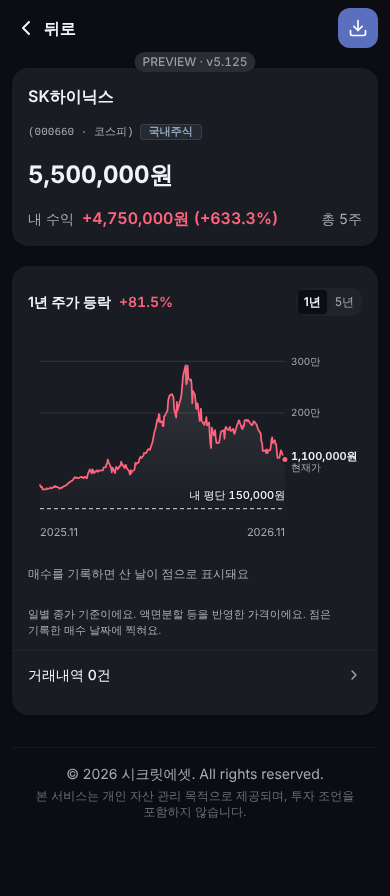 뒤로
PREVIEW · v5.125
SK하이닉스
(000660 · 코스피) 국내주식
5,500,000원
내 수익 +4,750,000원 (+633.3%) 총 5주
1년 주가 등락 +81.5% 1년 5년
300만
200만
1,100,000원
현재가
내 평단 150,000원
2025.11 2026.11
매수를 기록하면 산 날이 점으로 표시돼요
일별 종가 기준이에요. 액면분할 등을 반영한 가격이에요. 점은
기록한 매수 날짜에 찍혀요.
거래내역 0건
© 2026 시크릿에셋. All rights reserved.
본 서비스는 개인 자산 관리 목적으로 제공되며, 투자 조언을
포함하지 않습니다.